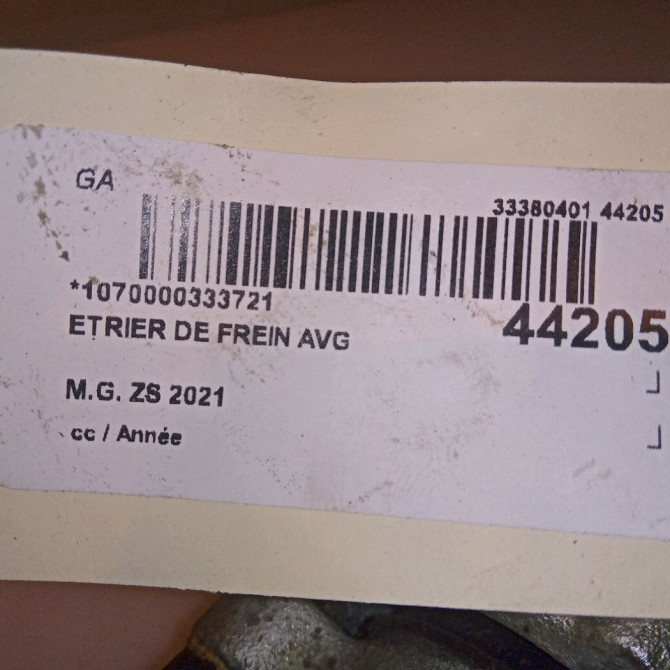 GA
33380401 44205
*1070000333721
44205
ETRIER DE FREIN AVG
M.G. ZS 2021
cc / Année